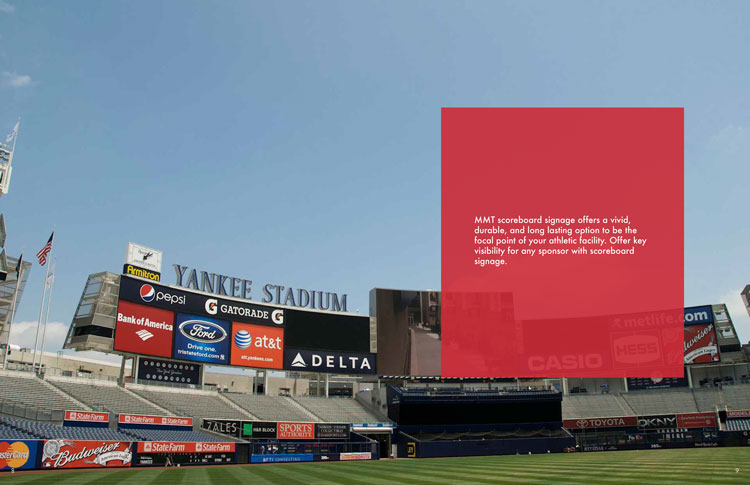 MMT scoreboard signage offers a vivid,
durable, and long lasting option to be the
focal point of your athletic facility. Offer key
visibility for any sponsor with scoreboard
signage.
Armitron
YANKEE STADIUM
pepsi
G GATORADE G
Bank of America
Ford
Drive one.
tristateford.com
at&t
att.yankees.com
DELTA
CASIO
HESS
.com
Budweiser
State Farm
State Farm
State Farm
State Farm
MasterCard
Budweiser
H&R BLOCK
SPORTS
AUTHORITY
TOYOTA
DKNY
9